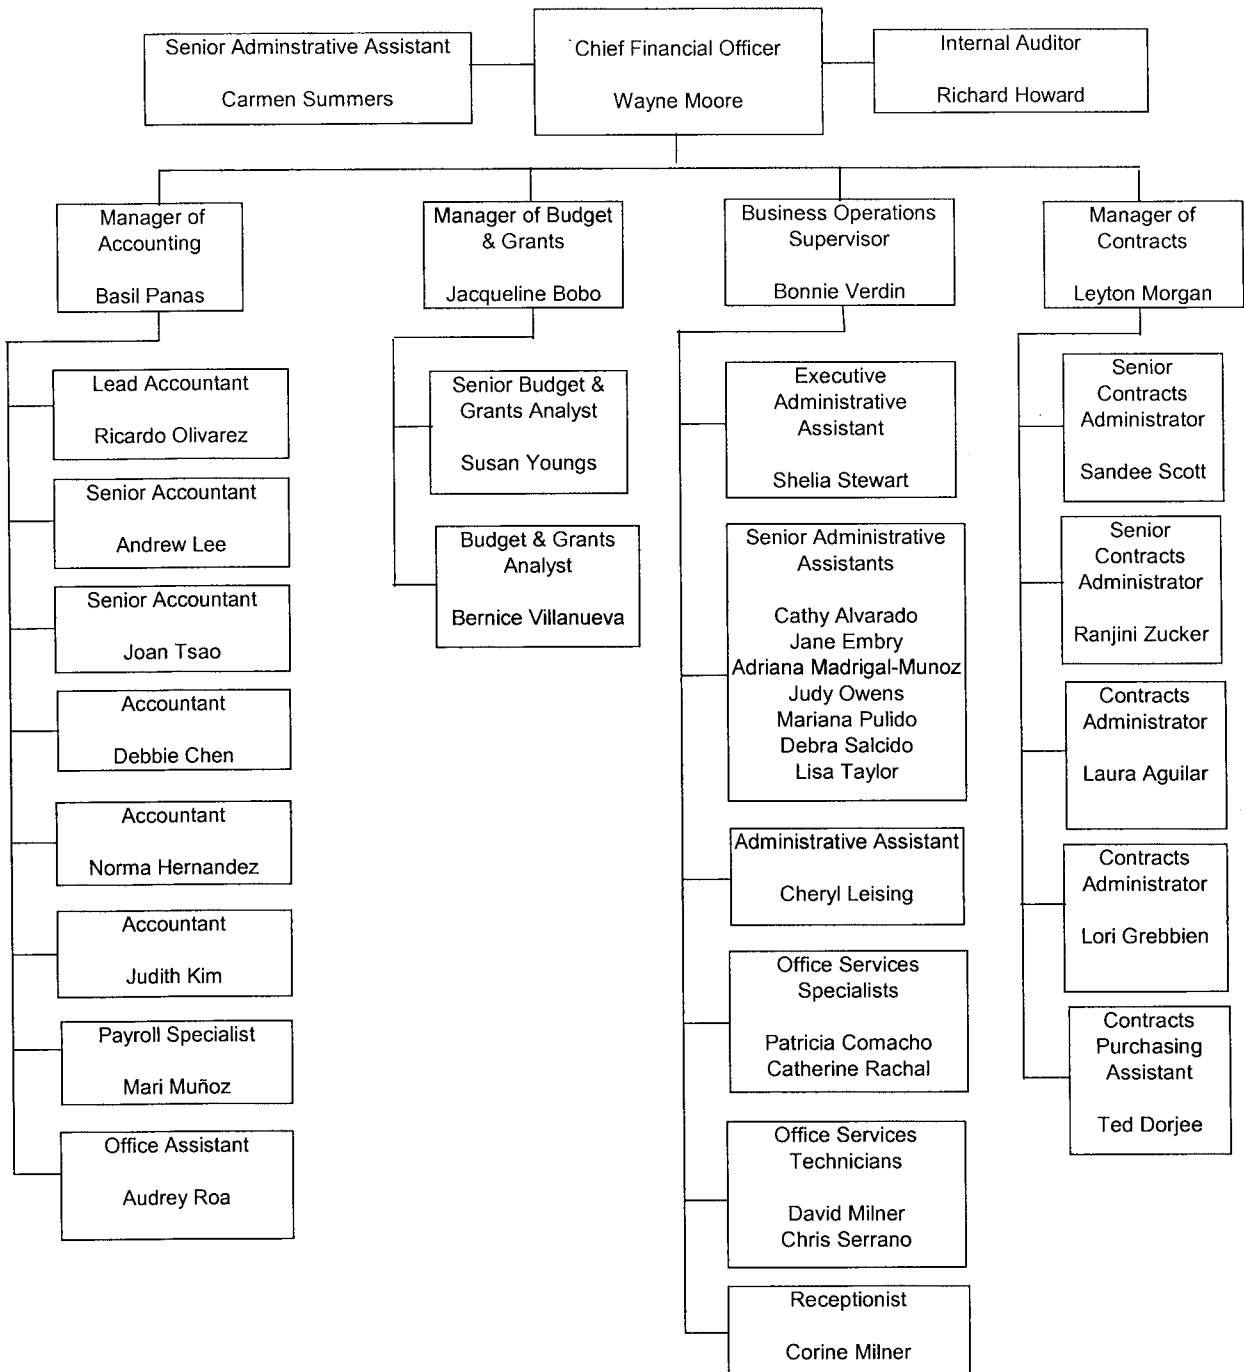 Senior Adminstrative Assistant
Carmen Summers
Chief Financial Officer
Wayne Moore
Internal Auditor
Richard Howard
Manager of
Accounting
Basil Panas
Manager of Budget
& Grants
Jacqueline Bobo
Business Operations
Supervisor
Bonnie Verdin
Manager of
Contracts
Leyton Morgan
Lead Accountant
Ricardo Olivarez
Senior Accountant
Andrew Lee
Senior Accountant
Joan Tsao
Accountant
Debbie Chen
Accountant
Norma Hernandez
Accountant
Judith Kim
Payroll Specialist
Mari Muñoz
Office Assistant
Audrey Roa
Senior Budget &
Grants Analyst
Susan Youngs
Budget & Grants
Analyst
Bernice Villanueva
Executive
Administrative
Assistant
Shelia Stewart
Senior Administrative
Assistants
Cathy Alvarado
Jane Embry
Adriana Madrigal-Munoz
Judy Owens
Mariana Pulido
Debra Salcido
Lisa Taylor
Administrative Assistant
Cheryl Leising
Office Services
Specialists
Patricia Comacho
Catherine Rachal
Office Services
Technicians
David Milner
Chris Serrano
Receptionist
Corine Milner
Senior
Contracts
Administrator
Sandee Scott
Senior
Contracts
Administrator
Ranjini Zucker
Contracts
Administrator
Laura Aguilar
Contracts
Administrator
Lori Grebbien
Contracts
Purchasing
Assistant
Ted Dorjee